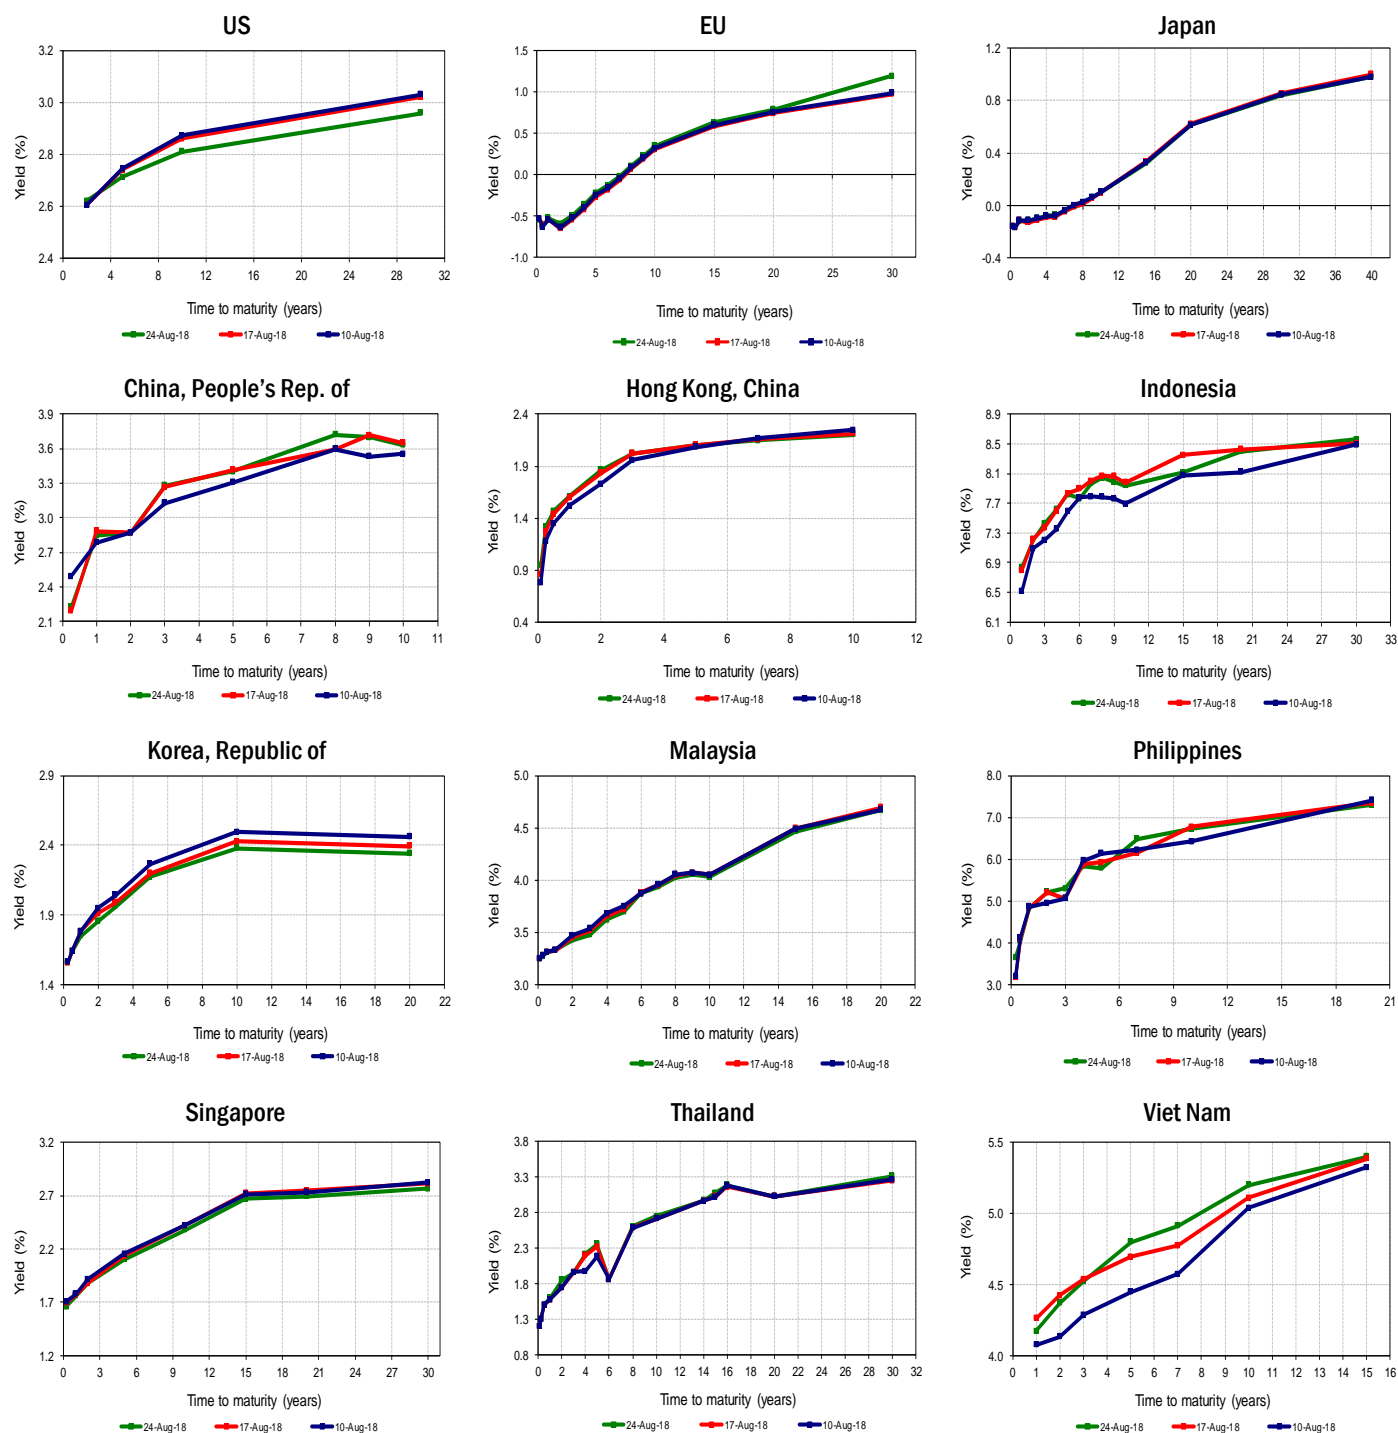 US
3.2
3.0
2.8
2.6
2.4
Yield (%)
0 4 8 12 16 20 24 28 32
Time to maturity (years)
24-Aug-18 17-Aug-18 10-Aug-18
EU
1.5
1.0
0.5
0.0
-0.5
-1.0
Yield (%)
0 5 10 15 20 25 30
Time to maturity (years)
24-Aug-18 17-Aug-18 10-Aug-18
Japan
1.2
0.8
0.4
0.0
-0.4
Yield (%)
0 4 8 12 16 20 24 28 32 36 40
Time to maturity (years)
24-Aug-18 17-Aug-18 10-Aug-18
China, People's Rep. of
3.9
3.6
3.3
3.0
2.7
2.4
2.1
Yield (%)
0 1 2 3 4 5 6 7 8 9 10 11
Time to maturity (years)
24-Aug-18 17-Aug-18 10-Aug-18
Hong Kong, China
2.4
1.9
1.4
0.9
0.4
Yield (%)
0 2 4 6 8 10 12
Time to maturity (years)
24-Aug-18 17-Aug-18 10-Aug-18
Indonesia
8.9
8.5
8.1
7.7
7.3
6.9
6.5
6.1
Yield (%)
0 3 6 9 12 15 18 21 24 27 30 33
Time to maturity (years)
24-Aug-18 17-Aug-18 10-Aug-18
Korea, Republic of
2.9
2.4
1.9
1.4
Yield (%)
0 2 4 6 8 10 12 14 16 18 20 22
Time to maturity (years)
24-Aug-18 17-Aug-18 10-Aug-18
Malaysia
5.0
4.5
4.0
3.5
3.0
Yield (%)
0 2 4 6 8 10 12 14 16 18 20 22
Time to maturity (years)
24-Aug-18 17-Aug-18 10-Aug-18
Philippines
8.0
7.0
6.0
5.0
4.0
3.0
Yield (%)
0 3 6 9 12 15 18 21
Time to maturity (years)
24-Aug-18 17-Aug-18 10-Aug-18
Singapore
3.2
2.7
2.2
1.7
1.2
Yield (%)
0 3 6 9 12 15 18 21 24 27 30
Time to maturity (years)
24-Aug-18 17-Aug-18 10-Aug-18
Thailand
3.8
3.3
2.8
2.3
1.8
1.3
0.8
Yield (%)
0 2 4 6 8 10 12 14 16 18 20 22 24 26 28 30 32
Time to maturity (years)
24-Aug-18 17-Aug-18 10-Aug-18
Viet Nam
5.5
5.0
4.5
4.0
Yield (%)
0 1 2 3 4 5 6 7 8 9 10 11 12 13 14 15 16
Time to maturity (years)
24-Aug-18 17-Aug-18 10-Aug-18